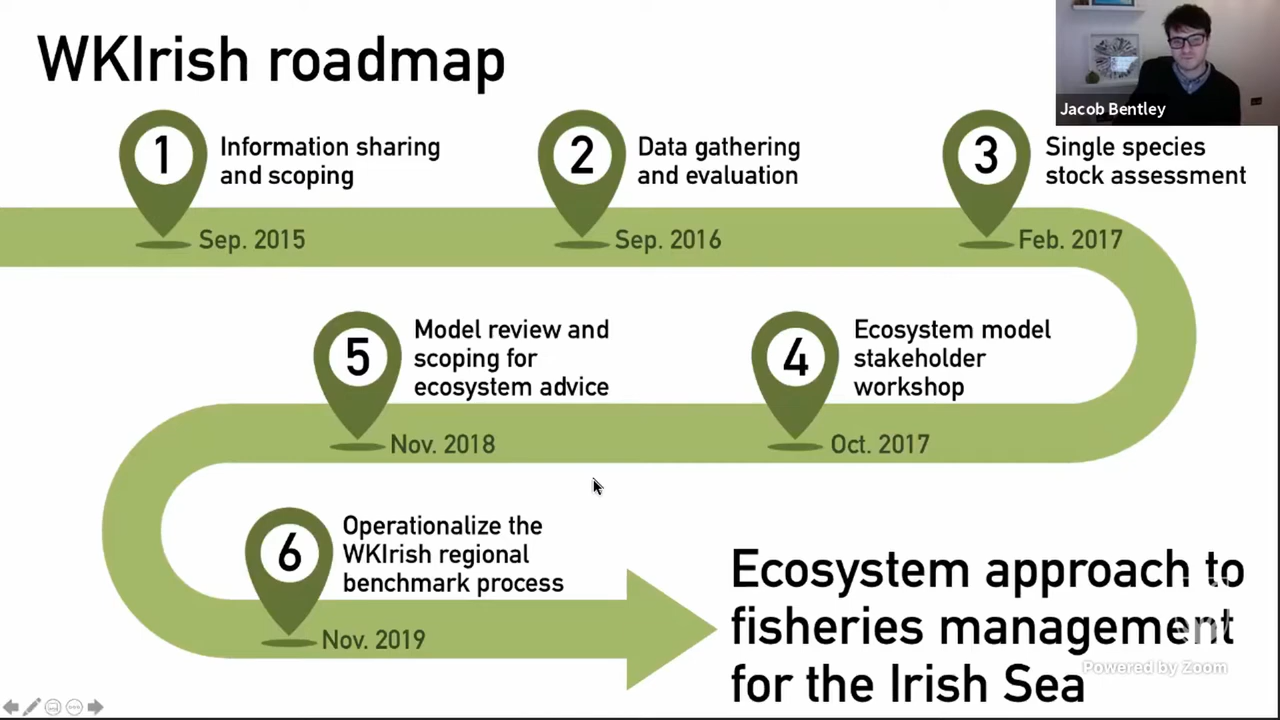 WKIrish roadmap
Jacob Bentley
1
Information sharing
and scoping
Sep. 2015
2
Data gathering
and evaluation
Sep. 2016
3
Single species
stock assessment
Feb. 2017
5
Model review and
scoping for
ecosystem advice
Nov. 2018
4
Ecosystem model
stakeholder
workshop
Oct. 2017
6
Operationalize the
WKIrish regional
benchmark process
Nov. 2019
Ecosystem approach to
fisheries management
for the Irish Sea
Powered by Zoom